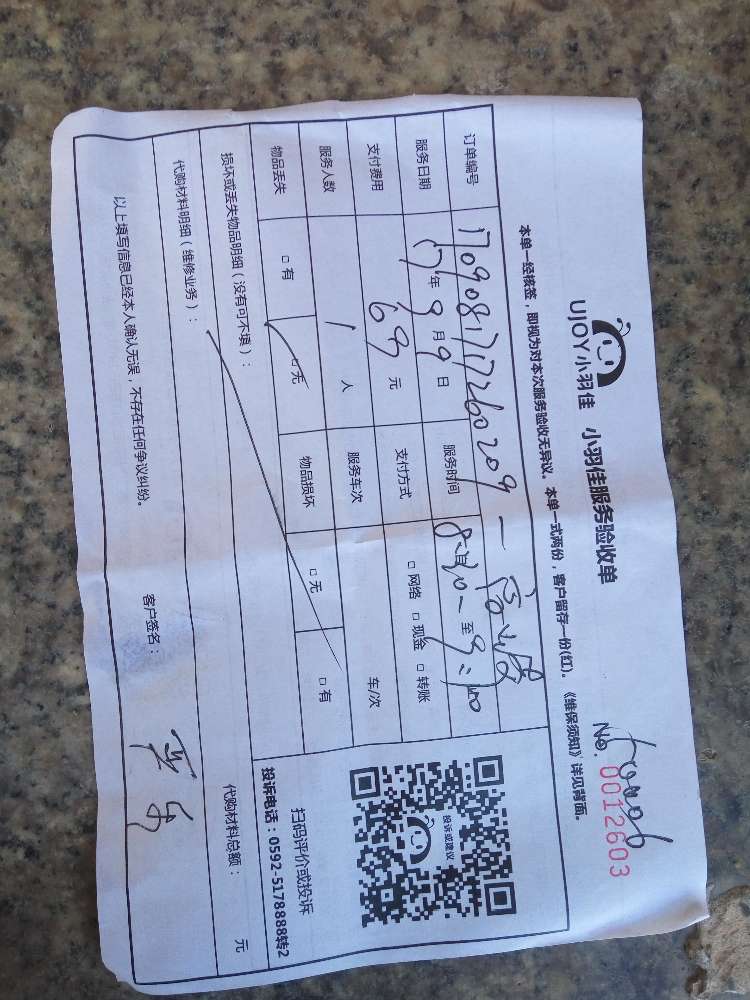 UJOY小羽佳 小羽佳服务验收单
No. 0012603
本单一经核签，即视为对本次服务验收无异议。本单一式两份，客户留存一份(红)。《维保须知》详见背面。
订单编号
服务日期 17年9月9日 服务时间 至
支付费用 69元 支付方式 □网络 □现金 □转账
服务人数 1人 服务车次 车/次
物品丢失 □有 □无 物品损坏 □无 □有
损坏或丢失物品明细（没有可不填）：
代购材料明细（维修业务）： 代购材料总额： 元
以上填写信息已经本人确认无误，不存在任何争议纠纷。 客户签名：
投诉或建议
扫码评价或投诉
投诉电话：0592-5178888转2